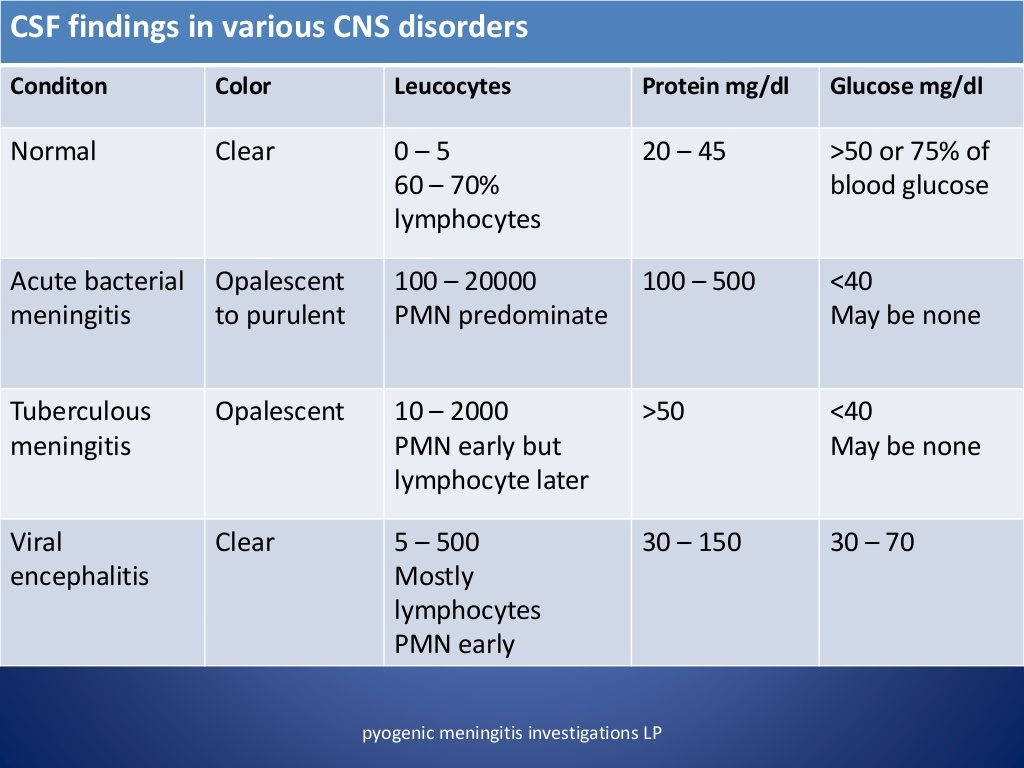 CSF findings in various CNS disorders
Conditon Color Leucocytes Protein mg/dl Glucose mg/dl
Normal Clear 0 – 5 20 – 45 >50 or 75% of
60 – 70% blood glucose
lymphocytes
Acute bacterial Opalescent 100 – 20000 100 – 500 <40
meningitis to purulent PMN predominate May be none
Tuberculous Opalescent 10 – 2000 >50 <40
meningitis PMN early but May be none
lymphocyte later
Viral Clear 5 – 500 30 – 150 30 – 70
encephalitis Mostly
lymphocytes
PMN early
pyogenic meningitis investigations LP